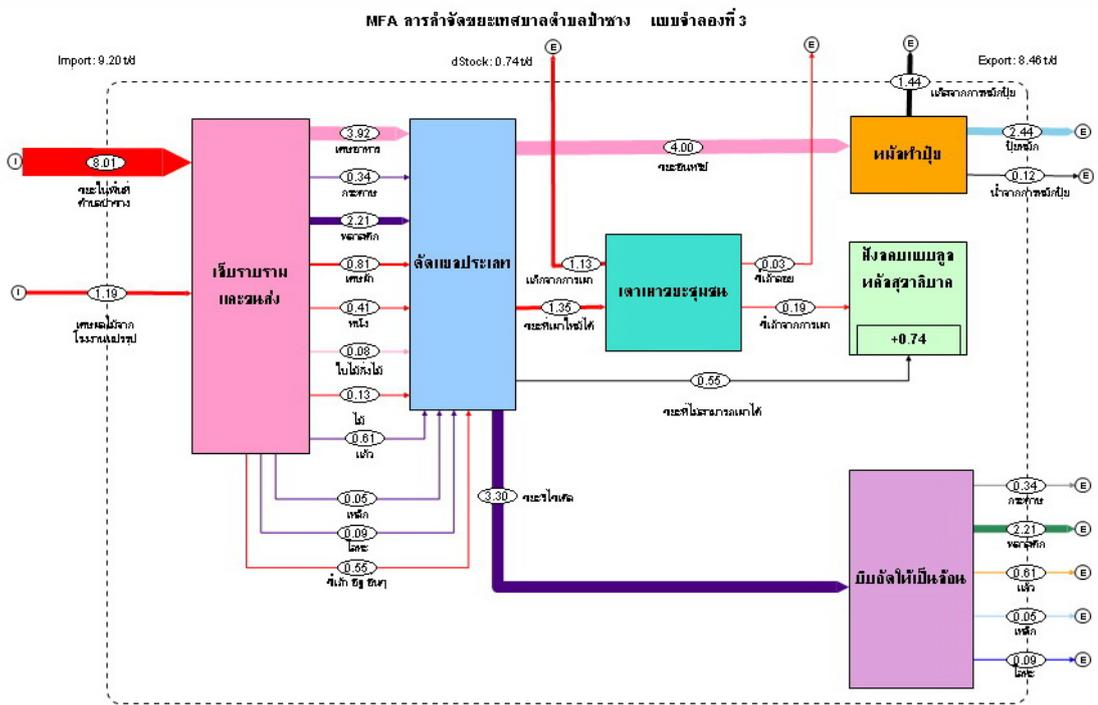 MFA การกำจัดขยะเทศบาลตำบลป่าซาง แบบจำลองที่ 3
Import: 9.20 t/d
dStock: 0.74 t/d
Export: 8.46 t/d
E
E
E
1.44
แก๊สจากการหมักปุ๋ย
I
8.01
ขยะในพื้นที่
ตำบลป่าซาง
I
1.19
เศษผลไม้จาก
โรงงานแปรรูป
เก็บรวบรวม
และขนส่ง
3.92
เศษอาหาร
0.34
กระดาษ
2.21
พลาสติก
0.81
เศษผ้า
0.41
หนัง
0.08
ใบไม้กิ่งไม้
0.13
ไม้
0.61
แก้ว
0.05
เหล็ก
0.09
โลหะ
0.55
ขี้เถ้า อิฐ อื่นๆ
คัดแยกประเภท
4.00
ขยะอินทรีย์
หมักทำปุ๋ย
2.44
E
ปุ๋ยหมัก
0.12
E
น้ำจากการหมักปุ๋ย
1.13
แก๊สจากการเผา
1.35
ขยะที่เผาไหม้ได้
เตาเผาขยะชุมชน
0.03
ขี้เถ้าลอย
0.19
ขี้เถ้าจากการเผา
ฝังกลบแบบถูก
หลักสุขาภิบาล
+0.74
0.55
ขยะที่ไม่สามารถเผาได้
3.30
ขยะรีไซเคิล
บีบอัดให้เป็นก้อน
0.34
E
กระดาษ
2.21
E
พลาสติก
0.61
E
แก้ว
0.05
E
เหล็ก
0.09
E
โลหะ